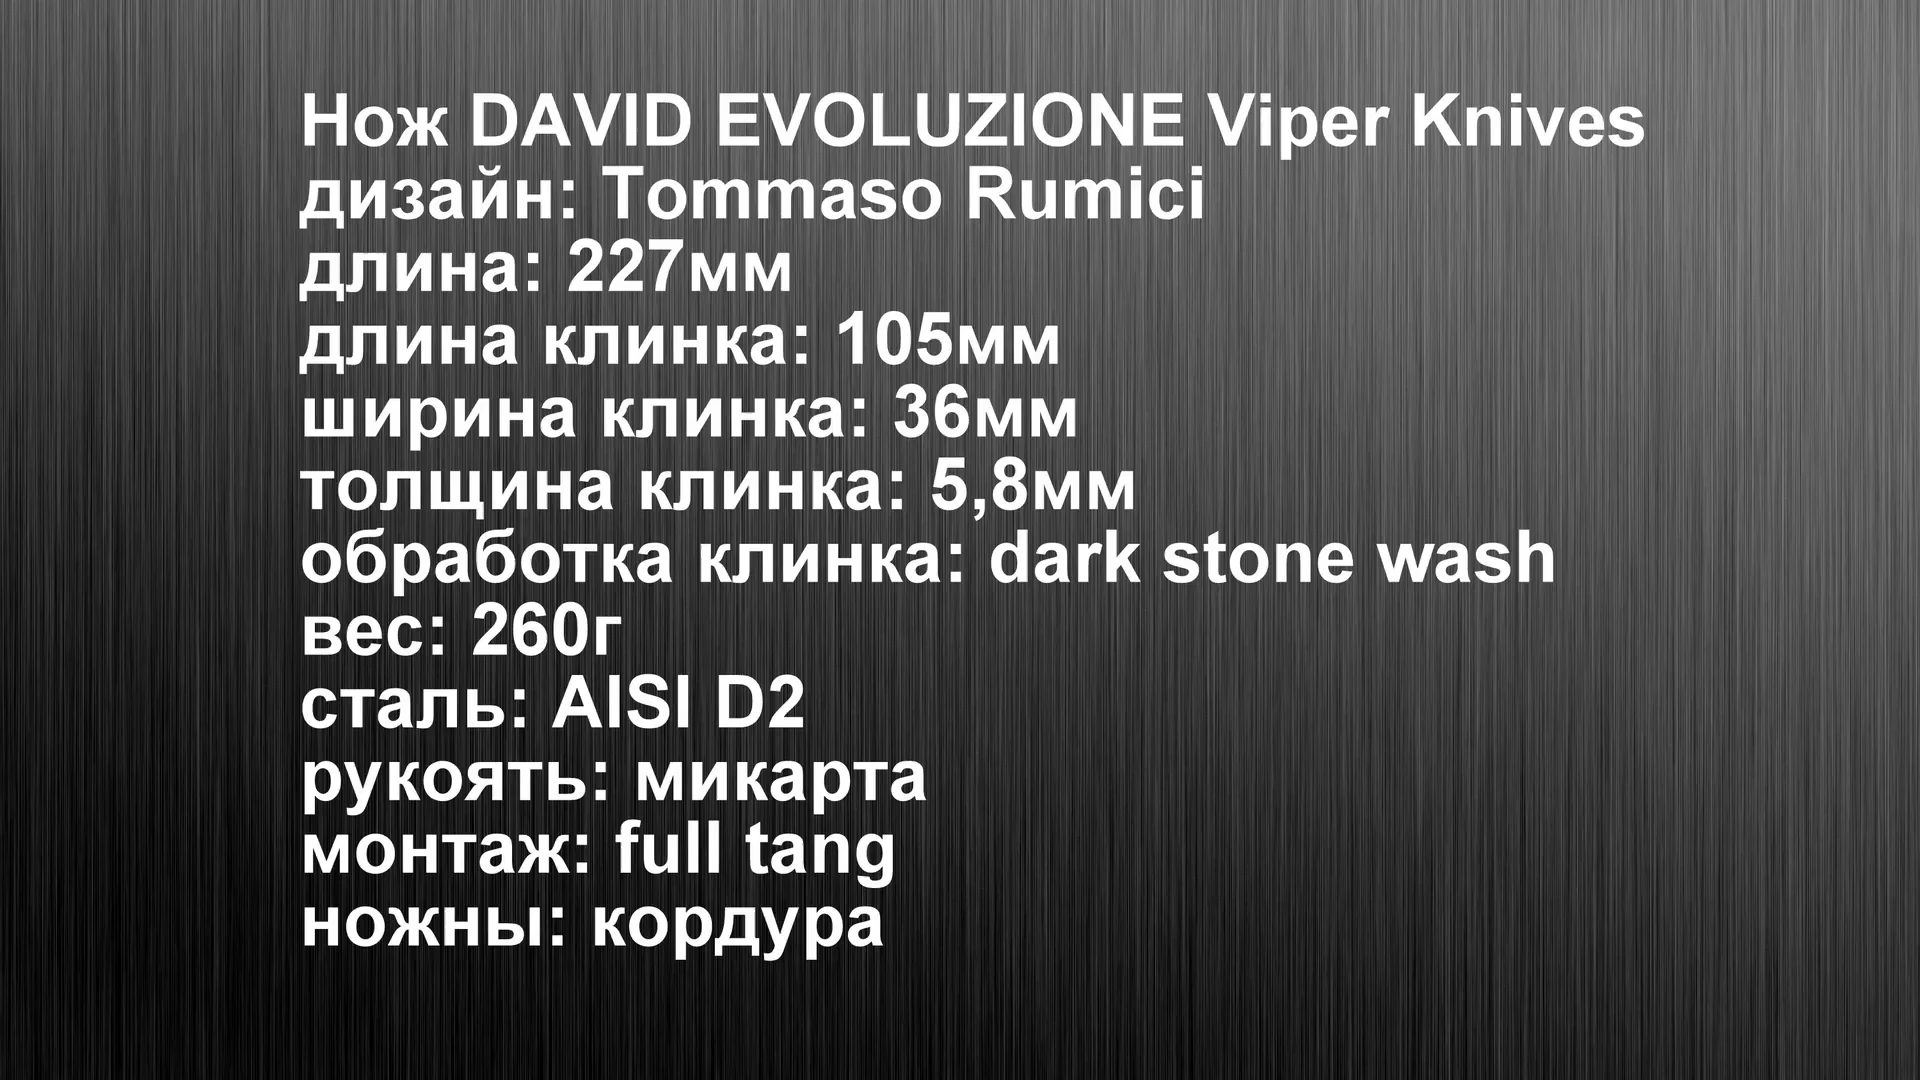 Нож DAVID EVOLUZIONE Viper Knives
дизайн: Tommaso Rumici
длина: 227мм
длина клинка: 105мм
ширина клинка: 36мм
толщина клинка: 5,8мм
обработка клинка: dark stone wash
вес: 260г
сталь: AISI D2
рукоять: микарта
монтаж: full tang
ножны: кордура